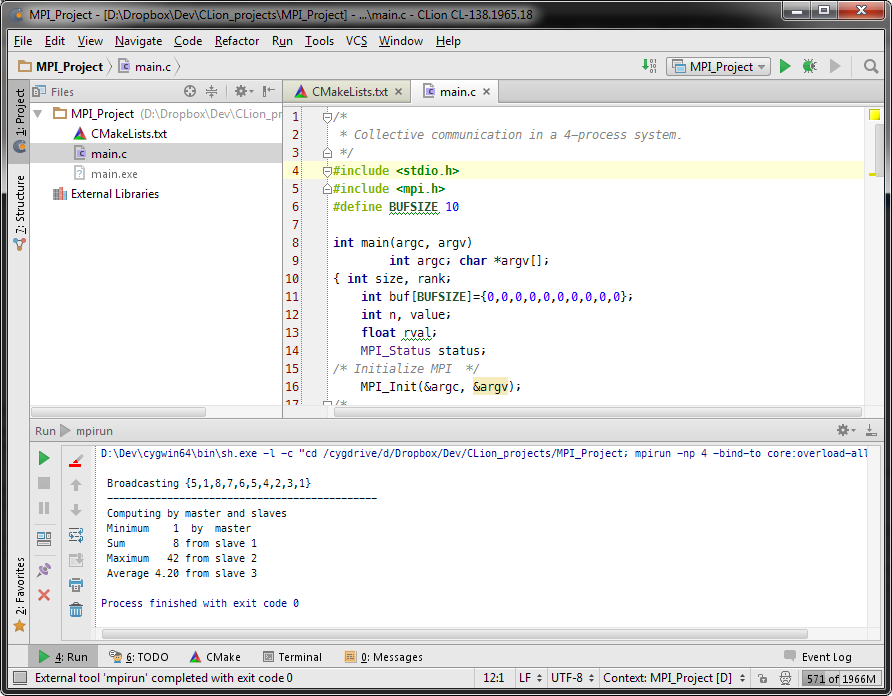 MPI_Project - [D:\Dropbox\Dev\CLion_projects\MPI_Project] - ...\main.c - CLion CL-138.1965.18
File Edit View Navigate Code Refactor Run Tools VCS Window Help
MPI_Project main.c MPI_Project
1: Project
7: Structure
2: Favorites
Files
MPI_Project (D:\Dropbox\Dev\CLion_pr
CMakeLists.txt
main.c
main.exe
External Libraries
CMakeLists.txt main.c
1 /*
2 * Collective communication in a 4-process system.
3 */
4 #include <stdio.h>
5 #include <mpi.h>
6 #define BUFSIZE 10
7
8 int main(argc, argv)
9 int argc; char *argv[];
10 { int size, rank;
11 int buf[BUFSIZE]={0,0,0,0,0,0,0,0,0,0};
12 int n, value;
13 float rval;
14 MPI_Status status;
15 /* Initialize MPI */
16 MPI_Init(&argc, &argv);
17 /*
Run mpirun
D:\Dev\cygwin64\bin\sh.exe -l -c "cd /cygdrive/d/Dropbox/Dev/CLion_projects/MPI_Project; mpirun -np 4 -bind-to core:overload-all
Broadcasting {5,1,8,7,6,5,4,2,3,1}
---------------------------------------------
Computing by master and slaves
Minimum 1 by master
Sum 8 from slave 1
Maximum 42 from slave 2
Average 4.20 from slave 3
Process finished with exit code 0
4: Run 6: TODO CMake Terminal 0: Messages Event Log
External tool 'mpirun' completed with exit code 0 12:1 LF UTF-8 Context: MPI_Project [D] 571 of 1966M